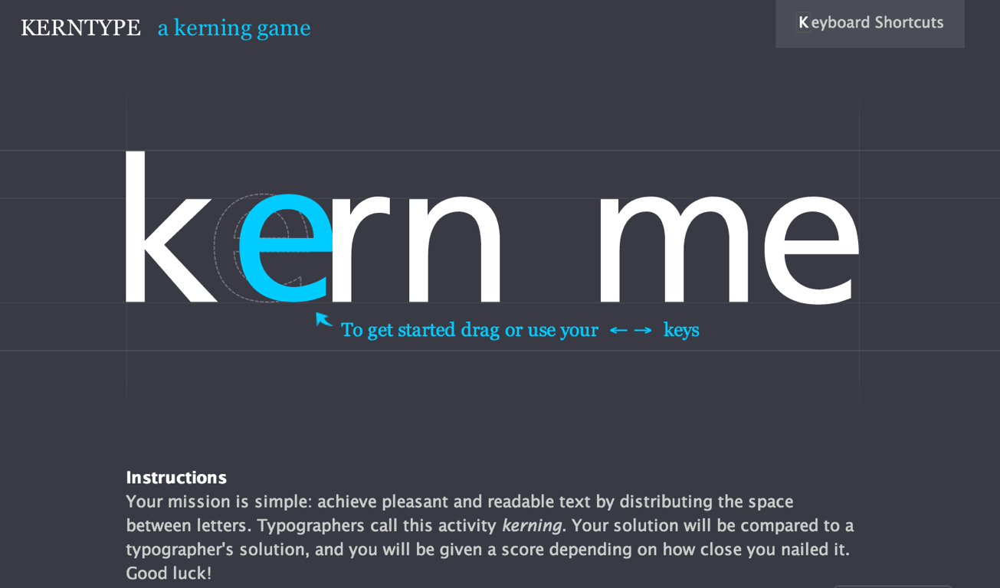 KERNTYPE a kerning game
Keyboard Shortcuts
kern me
To get started drag or use your ← → keys
Instructions
Your mission is simple: achieve pleasant and readable text by distributing the space
between letters. Typographers call this activity kerning. Your solution will be compared to a
typographer's solution, and you will be given a score depending on how close you nailed it.
Good luck!